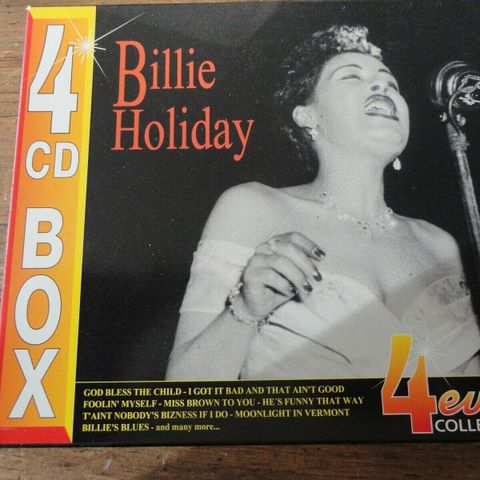 4
CD
BOX
Billie
Holiday
GOD BLESS THE CHILD - I GOT IT BAD AND THAT AIN'T GOOD
FOOLIN' MYSELF - MISS BROWN TO YOU - HE'S FUNNY THAT WAY
T'AINT NOBODY'S BIZNESS IF I DO - MOONLIGHT IN VERMONT
BILLIE'S BLUES - and many more...
4ev
COLLE